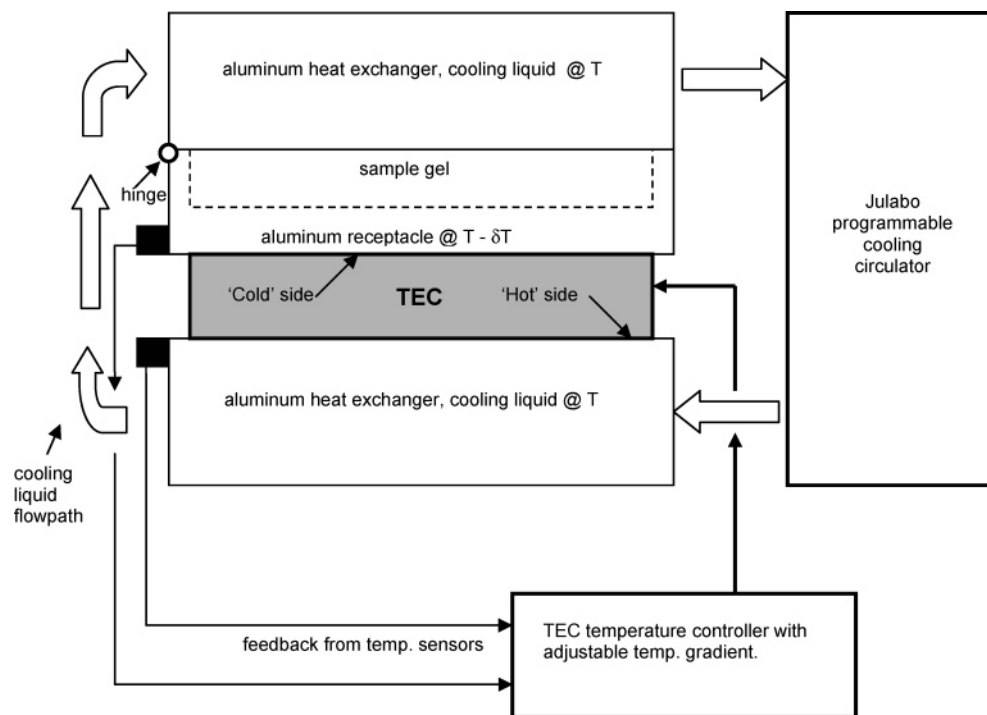 aluminum heat exchanger, cooling liquid @ T
hinge
sample gel
aluminum receptacle @ T - δT
'Cold' side
TEC
'Hot' side
aluminum heat exchanger, cooling liquid @ T
cooling
liquid
flowpath
Julabo
programmable
cooling
circulator
feedback from temp. sensors
TEC temperature controller with
adjustable temp. gradient.